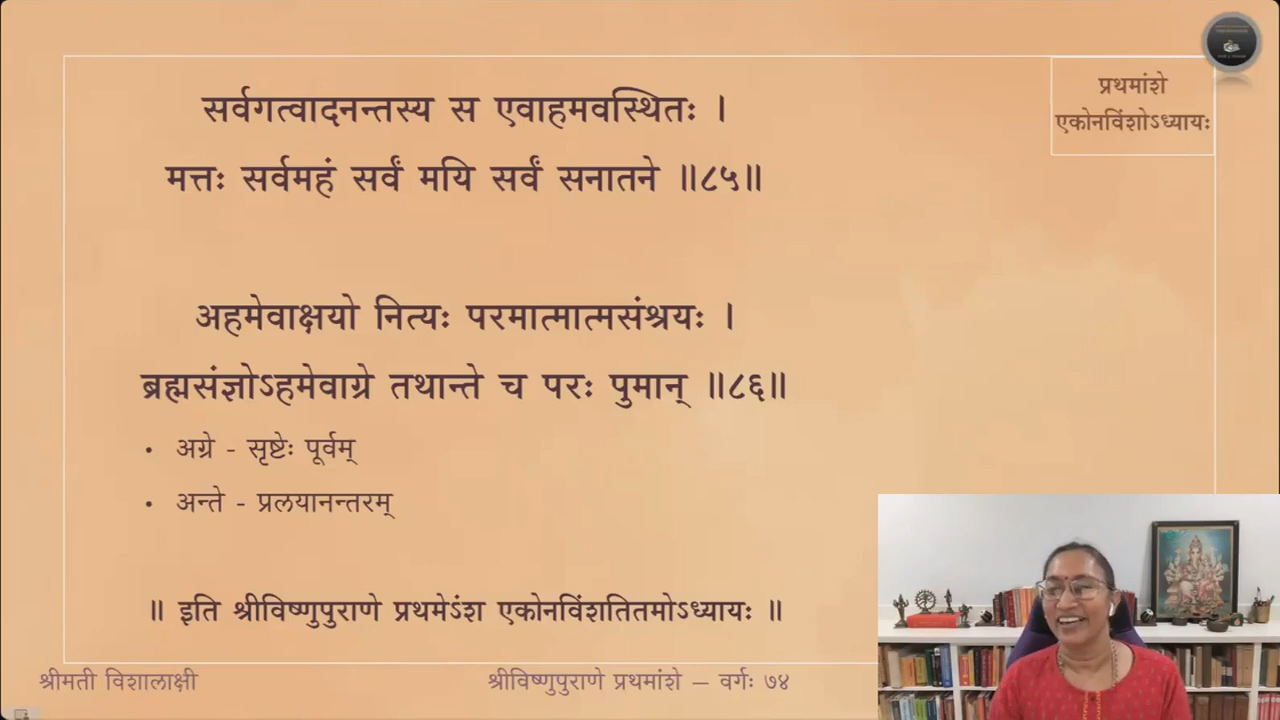 प्रथमांशे
एकोनविंशोऽध्यायः
सर्वगत्वादनन्तस्य स एवाहमवस्थितः ।
मत्तः सर्वमहं सर्वं मयि सर्वं सनातने ॥८५॥
अहमेवाक्षयो नित्यः परमात्मात्मसंश्रयः ।
ब्रह्मसंज्ञोऽहमेवाग्रे तथान्ते च परः पुमान् ॥८६॥
• अग्रे - सृष्टेः पूर्वम्
• अन्ते - प्रलयानन्तरम्
॥ इति श्रीविष्णुपुराणे प्रथमेऽंश एकोनविंशतितमोऽध्यायः ॥
श्रीमती विशालाक्षी
श्रीविष्णुपुराणे प्रथमांशे – वर्गः ७४